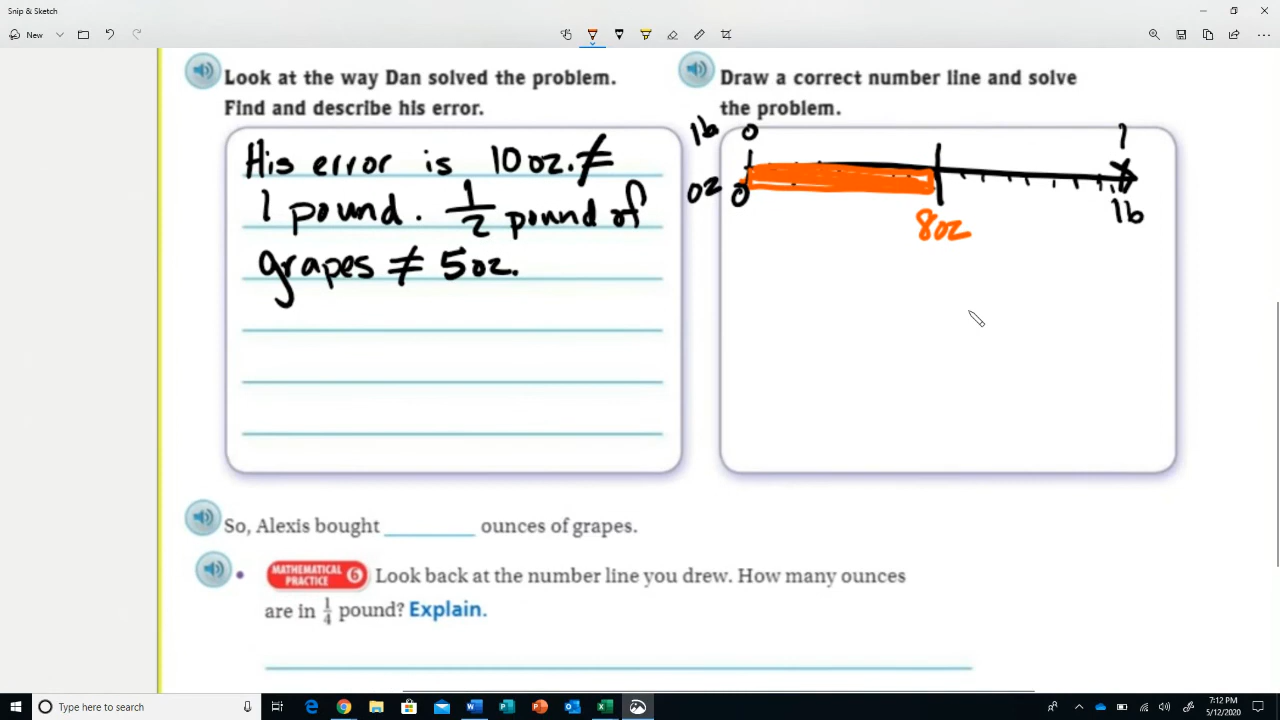 Snip & Sketch
New
Look at the way Dan solved the problem.
Find and describe his error.
His error is 10 oz. ≠
1 pound. 1/2 pound of
grapes ≠ 5 oz.
Draw a correct number line and solve
the problem.
lb 0 1
oz 0
8oz
1b
So, Alexis bought ________ ounces of grapes.
• MATHEMATICAL PRACTICE 6 Look back at the number line you drew. How many ounces
are in 1/4 pound? Explain.
Type here to search
7:12 PM
5/12/2020